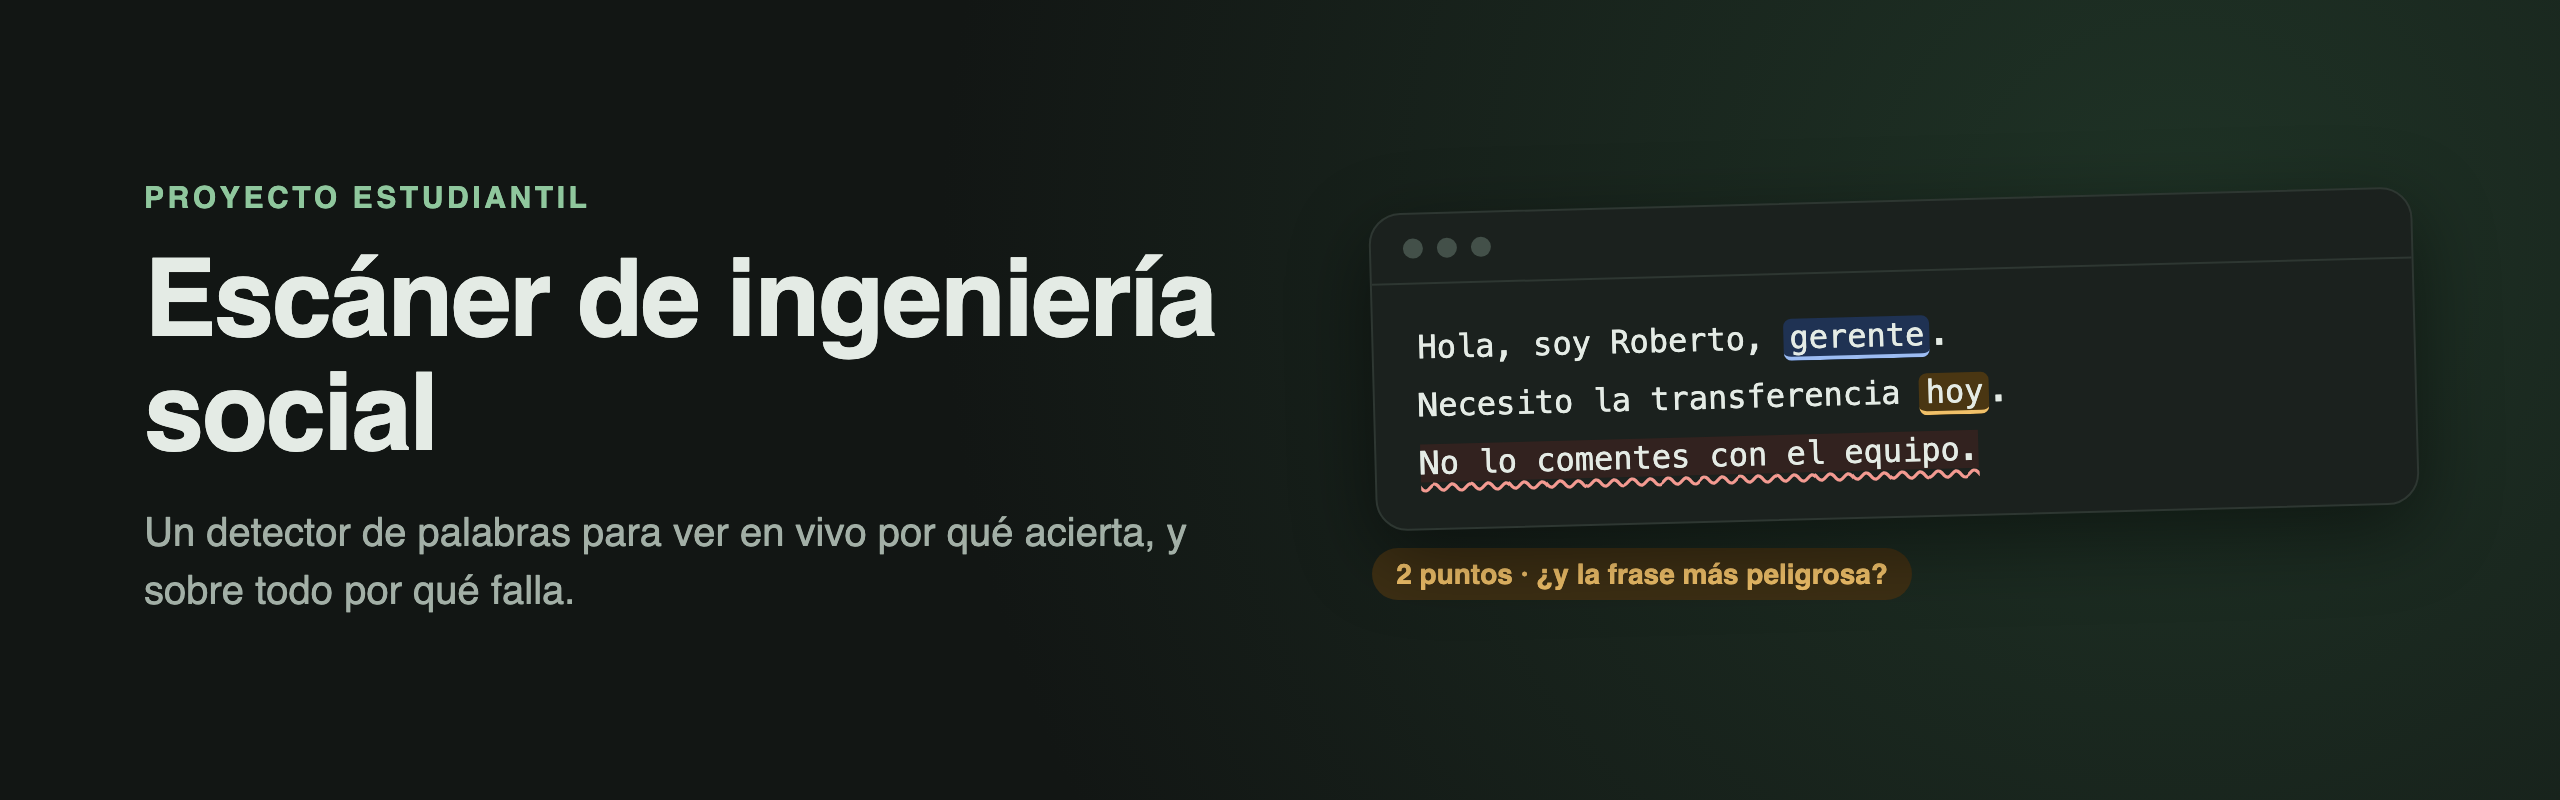 PROYECTO ESTUDIANTIL
Escáner de ingeniería
social
Un detector de palabras para ver en vivo por qué acierta, y
sobre todo por qué falla.
Hola, soy Roberto, gerente.
Necesito la transferencia hoy.
No lo comentes con el equipo.
2 puntos · ¿y la frase más peligrosa?